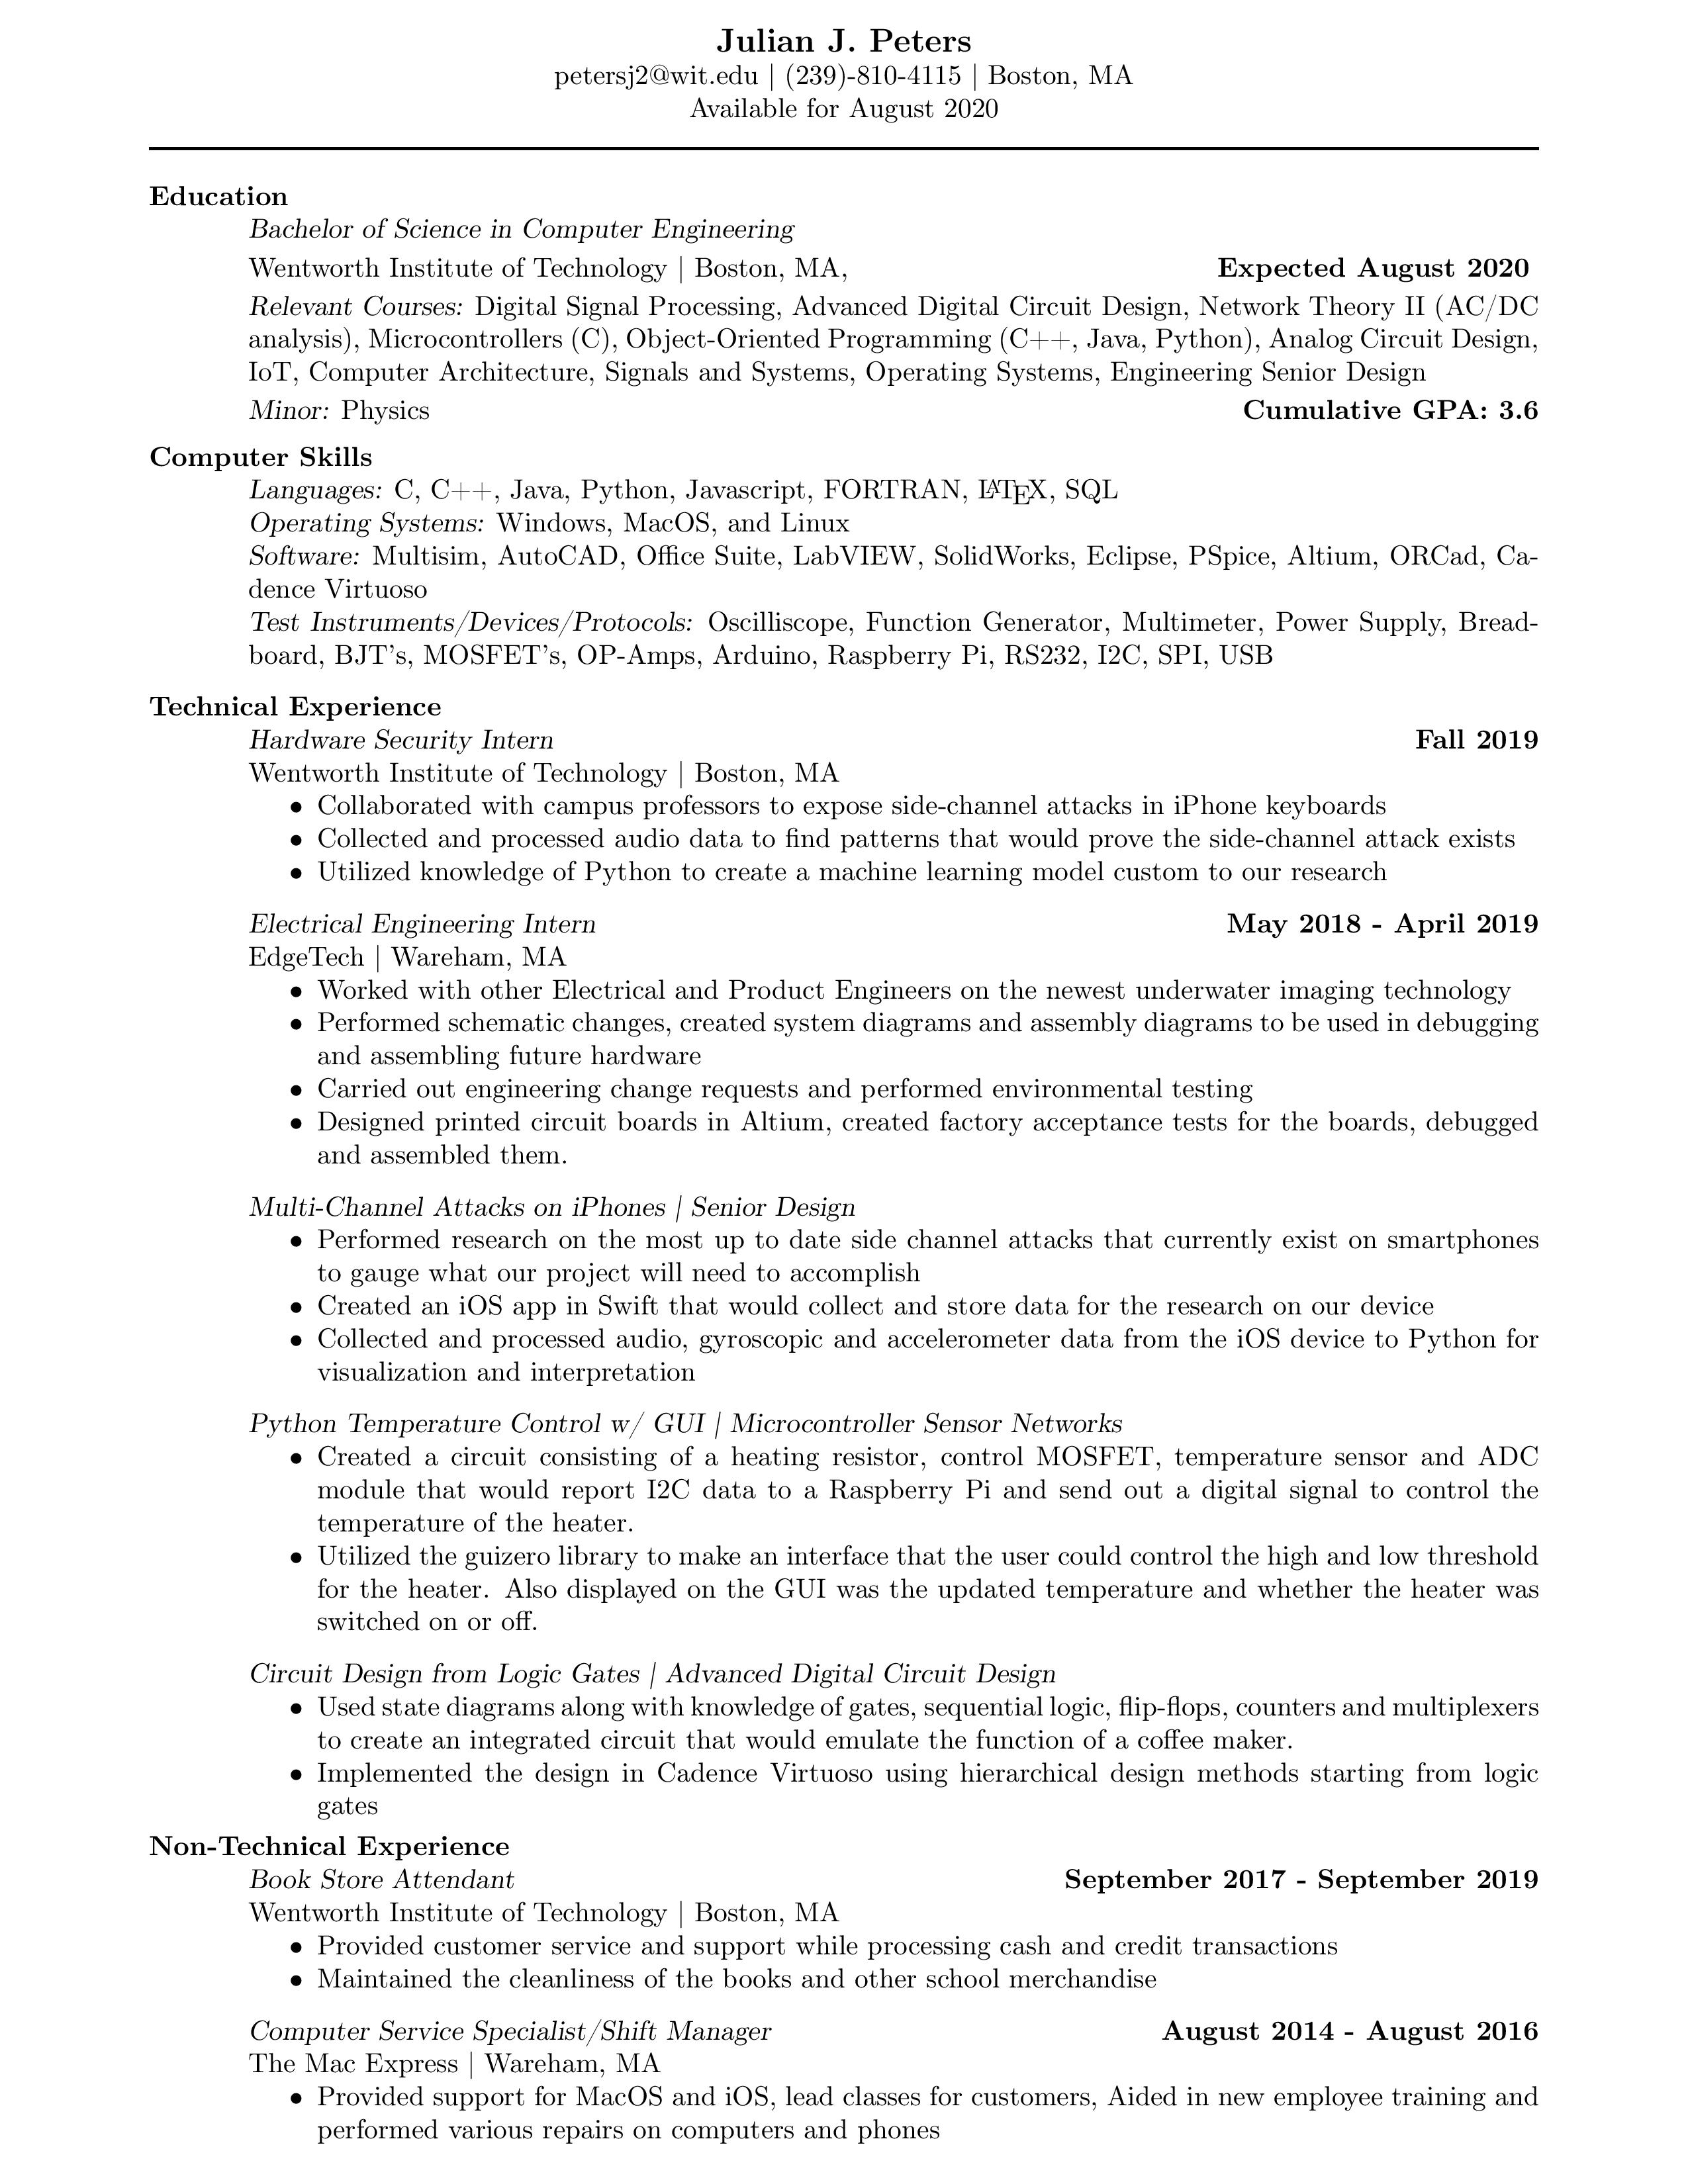 Julian J. Peters
petersj2@wit.edu | (239)-810-4115 | Boston, MA
Available for August 2020
Education
Bachelor of Science in Computer Engineering
Wentworth Institute of Technology | Boston, MA, Expected August 2020
Relevant Courses: Digital Signal Processing, Advanced Digital Circuit Design, Network Theory II (AC/DC
analysis), Microcontrollers (C), Object-Oriented Programming (C++, Java, Python), Analog Circuit Design,
IoT, Computer Architecture, Signals and Systems, Operating Systems, Engineering Senior Design
Minor: Physics Cumulative GPA: 3.6
Computer Skills
Languages: C, C++, Java, Python, Javascript, FORTRAN, LATEX, SQL
Operating Systems: Windows, MacOS, and Linux
Software: Multisim, AutoCAD, Office Suite, LabVIEW, SolidWorks, Eclipse, PSpice, Altium, ORCad, Ca-
dence Virtuoso
Test Instruments/Devices/Protocols: Oscilliscope, Function Generator, Multimeter, Power Supply, Bread-
board, BJT's, MOSFET's, OP-Amps, Arduino, Raspberry Pi, RS232, I2C, SPI, USB
Technical Experience
Hardware Security Intern Fall 2019
Wentworth Institute of Technology | Boston, MA
• Collaborated with campus professors to expose side-channel attacks in iPhone keyboards
• Collected and processed audio data to find patterns that would prove the side-channel attack exists
• Utilized knowledge of Python to create a machine learning model custom to our research
Electrical Engineering Intern May 2018 - April 2019
EdgeTech | Wareham, MA
• Worked with other Electrical and Product Engineers on the newest underwater imaging technology
• Performed schematic changes, created system diagrams and assembly diagrams to be used in debugging
and assembling future hardware
• Carried out engineering change requests and performed environmental testing
• Designed printed circuit boards in Altium, created factory acceptance tests for the boards, debugged
and assembled them.
Multi-Channel Attacks on iPhones | Senior Design
• Performed research on the most up to date side channel attacks that currently exist on smartphones
to gauge what our project will need to accomplish
• Created an iOS app in Swift that would collect and store data for the research on our device
• Collected and processed audio, gyroscopic and accelerometer data from the iOS device to Python for
visualization and interpretation
Python Temperature Control w/ GUI | Microcontroller Sensor Networks
• Created a circuit consisting of a heating resistor, control MOSFET, temperature sensor and ADC
module that would report I2C data to a Raspberry Pi and send out a digital signal to control the
temperature of the heater.
• Utilized the guizero library to make an interface that the user could control the high and low threshold
for the heater. Also displayed on the GUI was the updated temperature and whether the heater was
switched on or off.
Circuit Design from Logic Gates | Advanced Digital Circuit Design
• Used state diagrams along with knowledge of gates, sequential logic, flip-flops, counters and multiplexers
to create an integrated circuit that would emulate the function of a coffee maker.
• Implemented the design in Cadence Virtuoso using hierarchical design methods starting from logic
gates
Non-Technical Experience
Book Store Attendant September 2017 - September 2019
Wentworth Institute of Technology | Boston, MA
• Provided customer service and support while processing cash and credit transactions
• Maintained the cleanliness of the books and other school merchandise
Computer Service Specialist/Shift Manager August 2014 - August 2016
The Mac Express | Wareham, MA
• Provided support for MacOS and iOS, lead classes for customers, Aided in new employee training and
performed various repairs on computers and phones